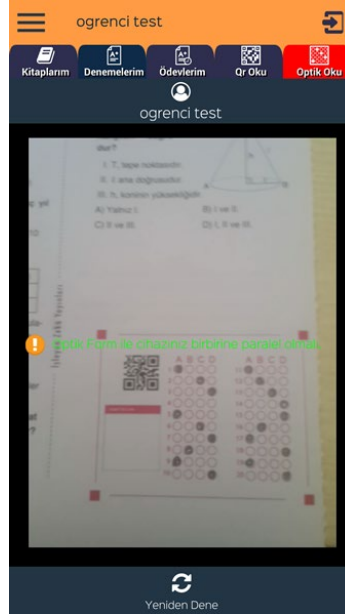 ogrenci test
Kitaplarım
Denemelerim
Ödevlerim
Qr Oku
Optik Oku
ogrenci test
dur?
I. T, tepe noktasıdır.
II. l, ana doğrusudur.
III. h, koninin yüksekliğidir.
A) Yalnız I
B) I ve II
C) II ve III
D) I, II ve III
Optik Form ile cihazınız birbirine paralel olmalı.
A B C D
A B C D
Yeniden Dene